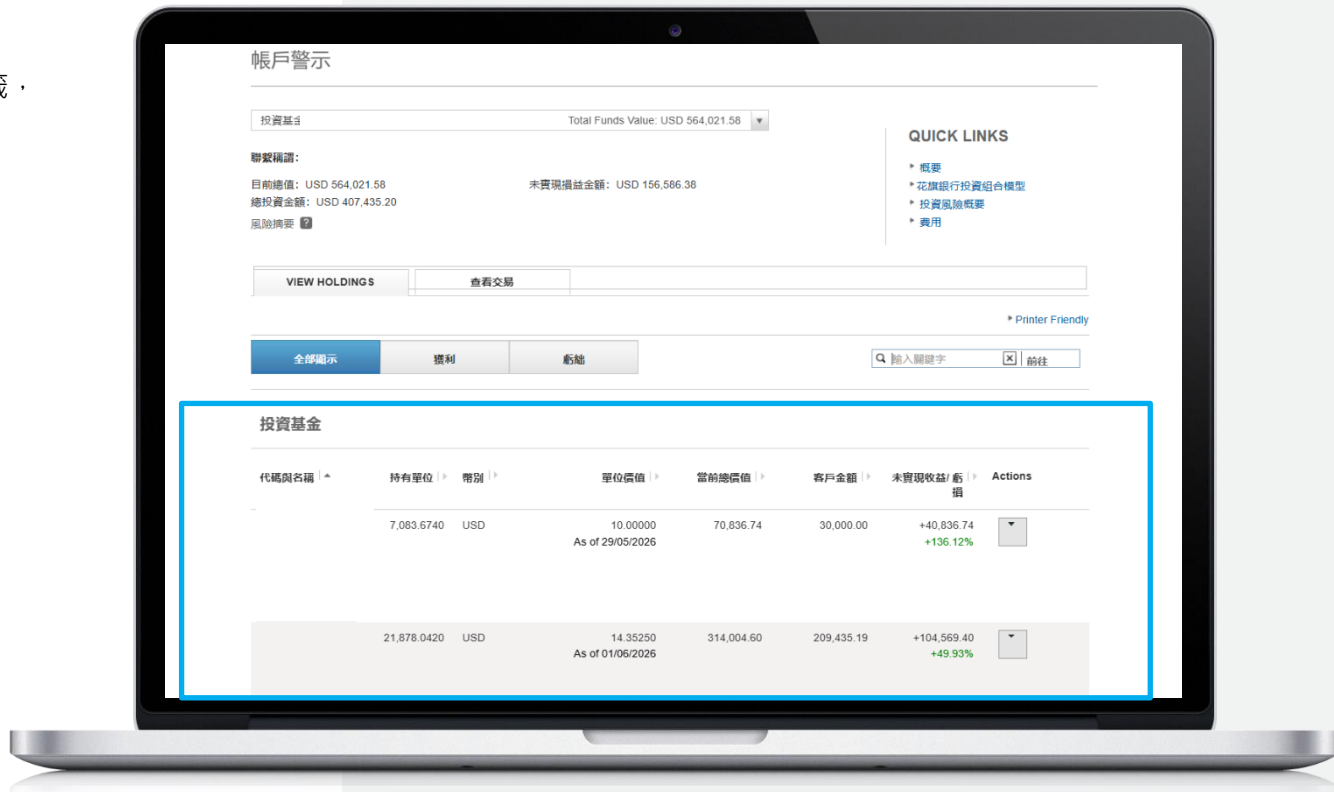 帳戶警示
投資基金 Total Funds Value: USD 564,021.58
聯繫稱謂：
目前總值：USD 564,021.58 未實現損益金額：USD 156,586.38
總投資金額：USD 407,435.20
風險摘要 ?
QUICK LINKS
概要
花旗銀行投資組合模型
投資風險概要
費用
VIEW HOLDINGS 查看交易
Printer Friendly
全部顯示 獲利 虧絀 輸入關鍵字 前往
投資基金
代碼與名稱 持有單位 幣別 單位價值 當前總價值 客戶金額 未實現收益/ 虧損 Actions
7,083.6740 USD 10.00000 70,836.74 30,000.00 +40,836.74
As of 29/05/2026 +136.12%
21,878.0420 USD 14.35250 314,004.60 209,435.19 +104,569.40
As of 01/06/2026 +49.93%